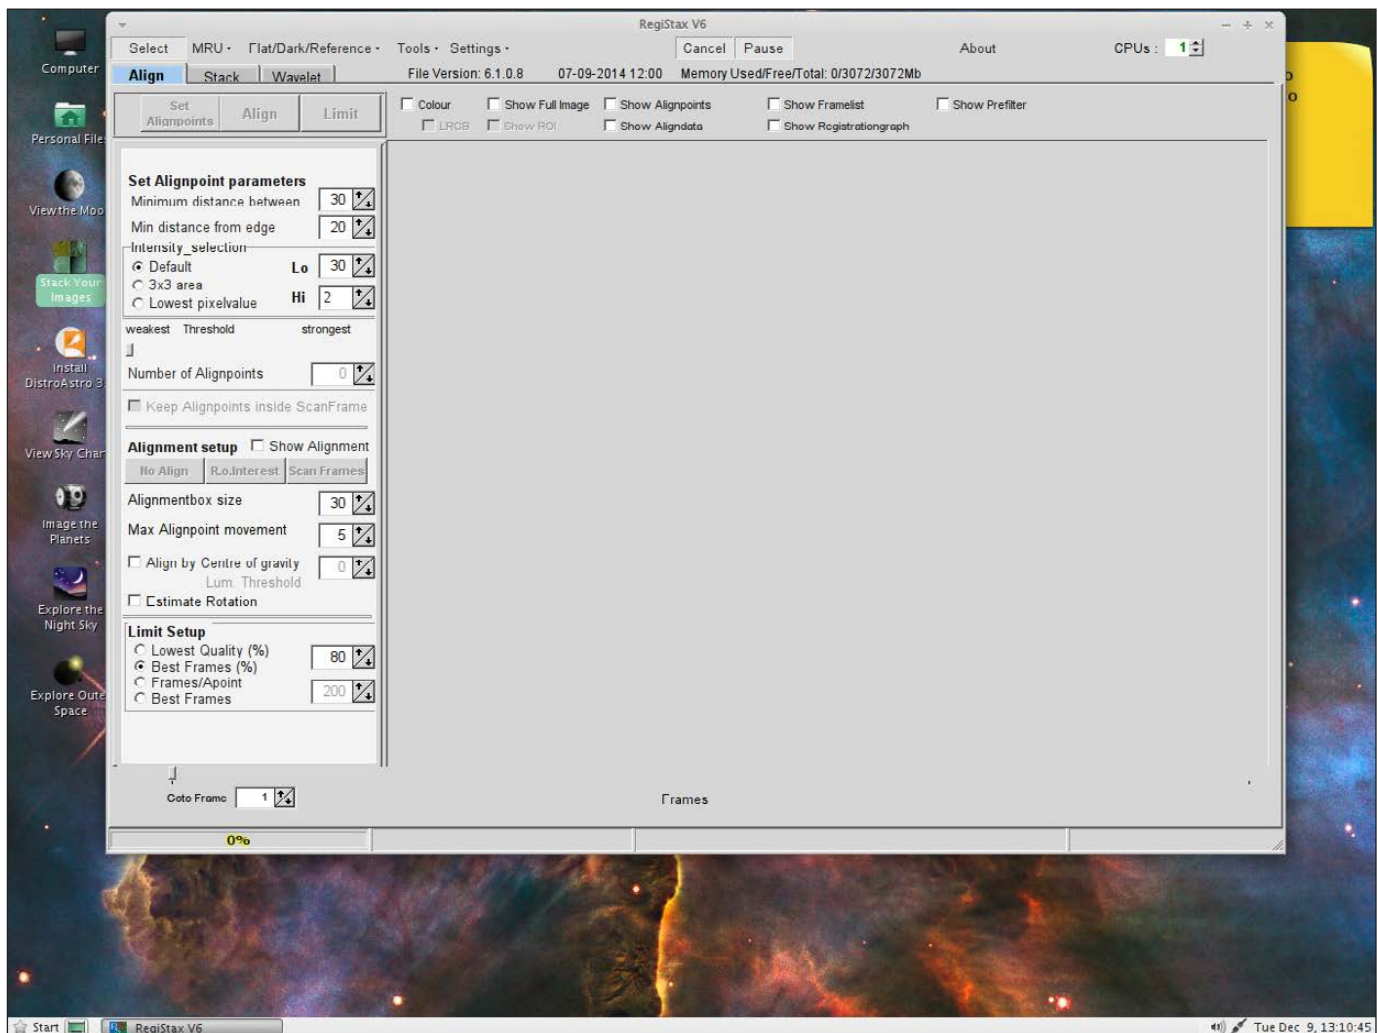 RegiStax V6
Select MRU Flat/Dark/Reference Tools Settings Cancel Pause About CPUs : 1
Align Stack Wavelet File Version: 6.1.0.8 07-09-2014 12:00 Memory Used/Free/Total: 0/3072/3072Mb
Set Alignpoints Align Limit
Colour Show Full Image Show Alignpoints Show Framelist Show Prefilter
LRGB Show ROI Show Aligndata Show Registrationgraph
Set Alignpoint parameters
Minimum distance between 30
Min distance from edge 20
Intensity_selection
Default Lo 30
3x3 area
Lowest pixelvalue Hi 2
weakest Threshold strongest
Number of Alignpoints 0
Keep Alignpoints inside ScanFrame
Alignment setup Show Alignment
No Align R.o.Interest Scan Frames
Alignmentbox size 30
Max Alignpoint movement 5
Align by Centre of gravity 0
Lum. Threshold
Estimate Rotation
Limit Setup
Lowest Quality (%)
Best Frames (%) 80
Frames/Apoint
Best Frames 200
Goto Frame 1 Frames
0%
Computer
Personal File
View the Moo
Stack Your
Images
Install
DistroAstro 3.
View Sky Char
Image the
Planets
Explore the
Night Sky
Explore Oute
Space
o
Start RegiStax V6 Tue Dec 9, 13:10:45